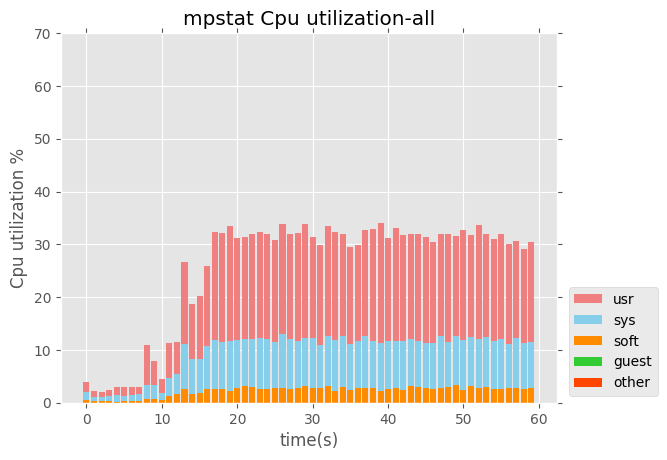 mpstat Cpu utilization-all
70
60
50
40
30
20
10
0
Cpu utilization %
0 10 20 30 40 50 60
time(s)
usr
sys
soft
guest
other